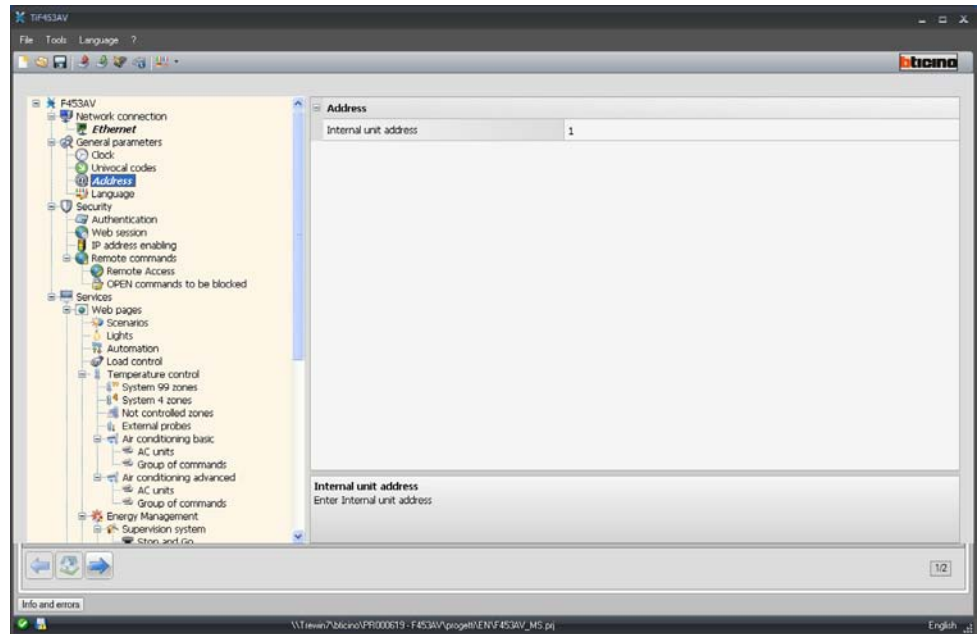 TiF453AV
File Tools Language ?
bticino
F453AV
Network connection
Ethernet
General parameters
Clock
Univocal codes
Address
Language
Security
Authentication
Web session
IP address enabling
Remote commands
Remote Access
OPEN commands to be blocked
Services
Web pages
Scenarios
Lights
Automation
Load control
Temperature control
System 99 zones
System 4 zones
Not controlled zones
External probes
Air conditioning basic
AC units
Group of commands
Air conditioning advanced
AC units
Group of commands
Energy Management
Supervision system
Stop and Go
Address
Internal unit address 1
Internal unit address
Enter Internal unit address
1/2
Info and errors
\\Trewin7\bticino\PR000619 - F453AV\progetti\EN\F453AV_MS.prj
English